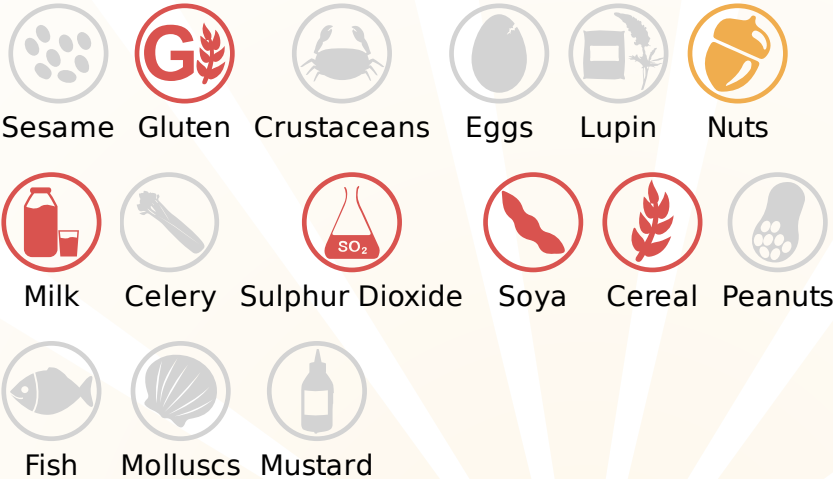 G
Sesame Gluten Crustaceans Eggs Lupin Nuts
SO₂
Milk Celery Sulphur Dioxide Soya Cereal Peanuts
Fish Molluscs Mustard